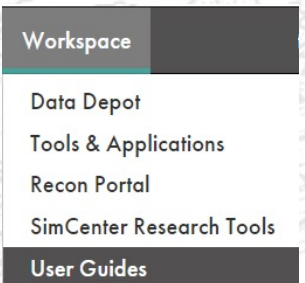 Workspace
Data Depot
Tools & Applications
Recon Portal
SimCenter Research Tools
User Guides